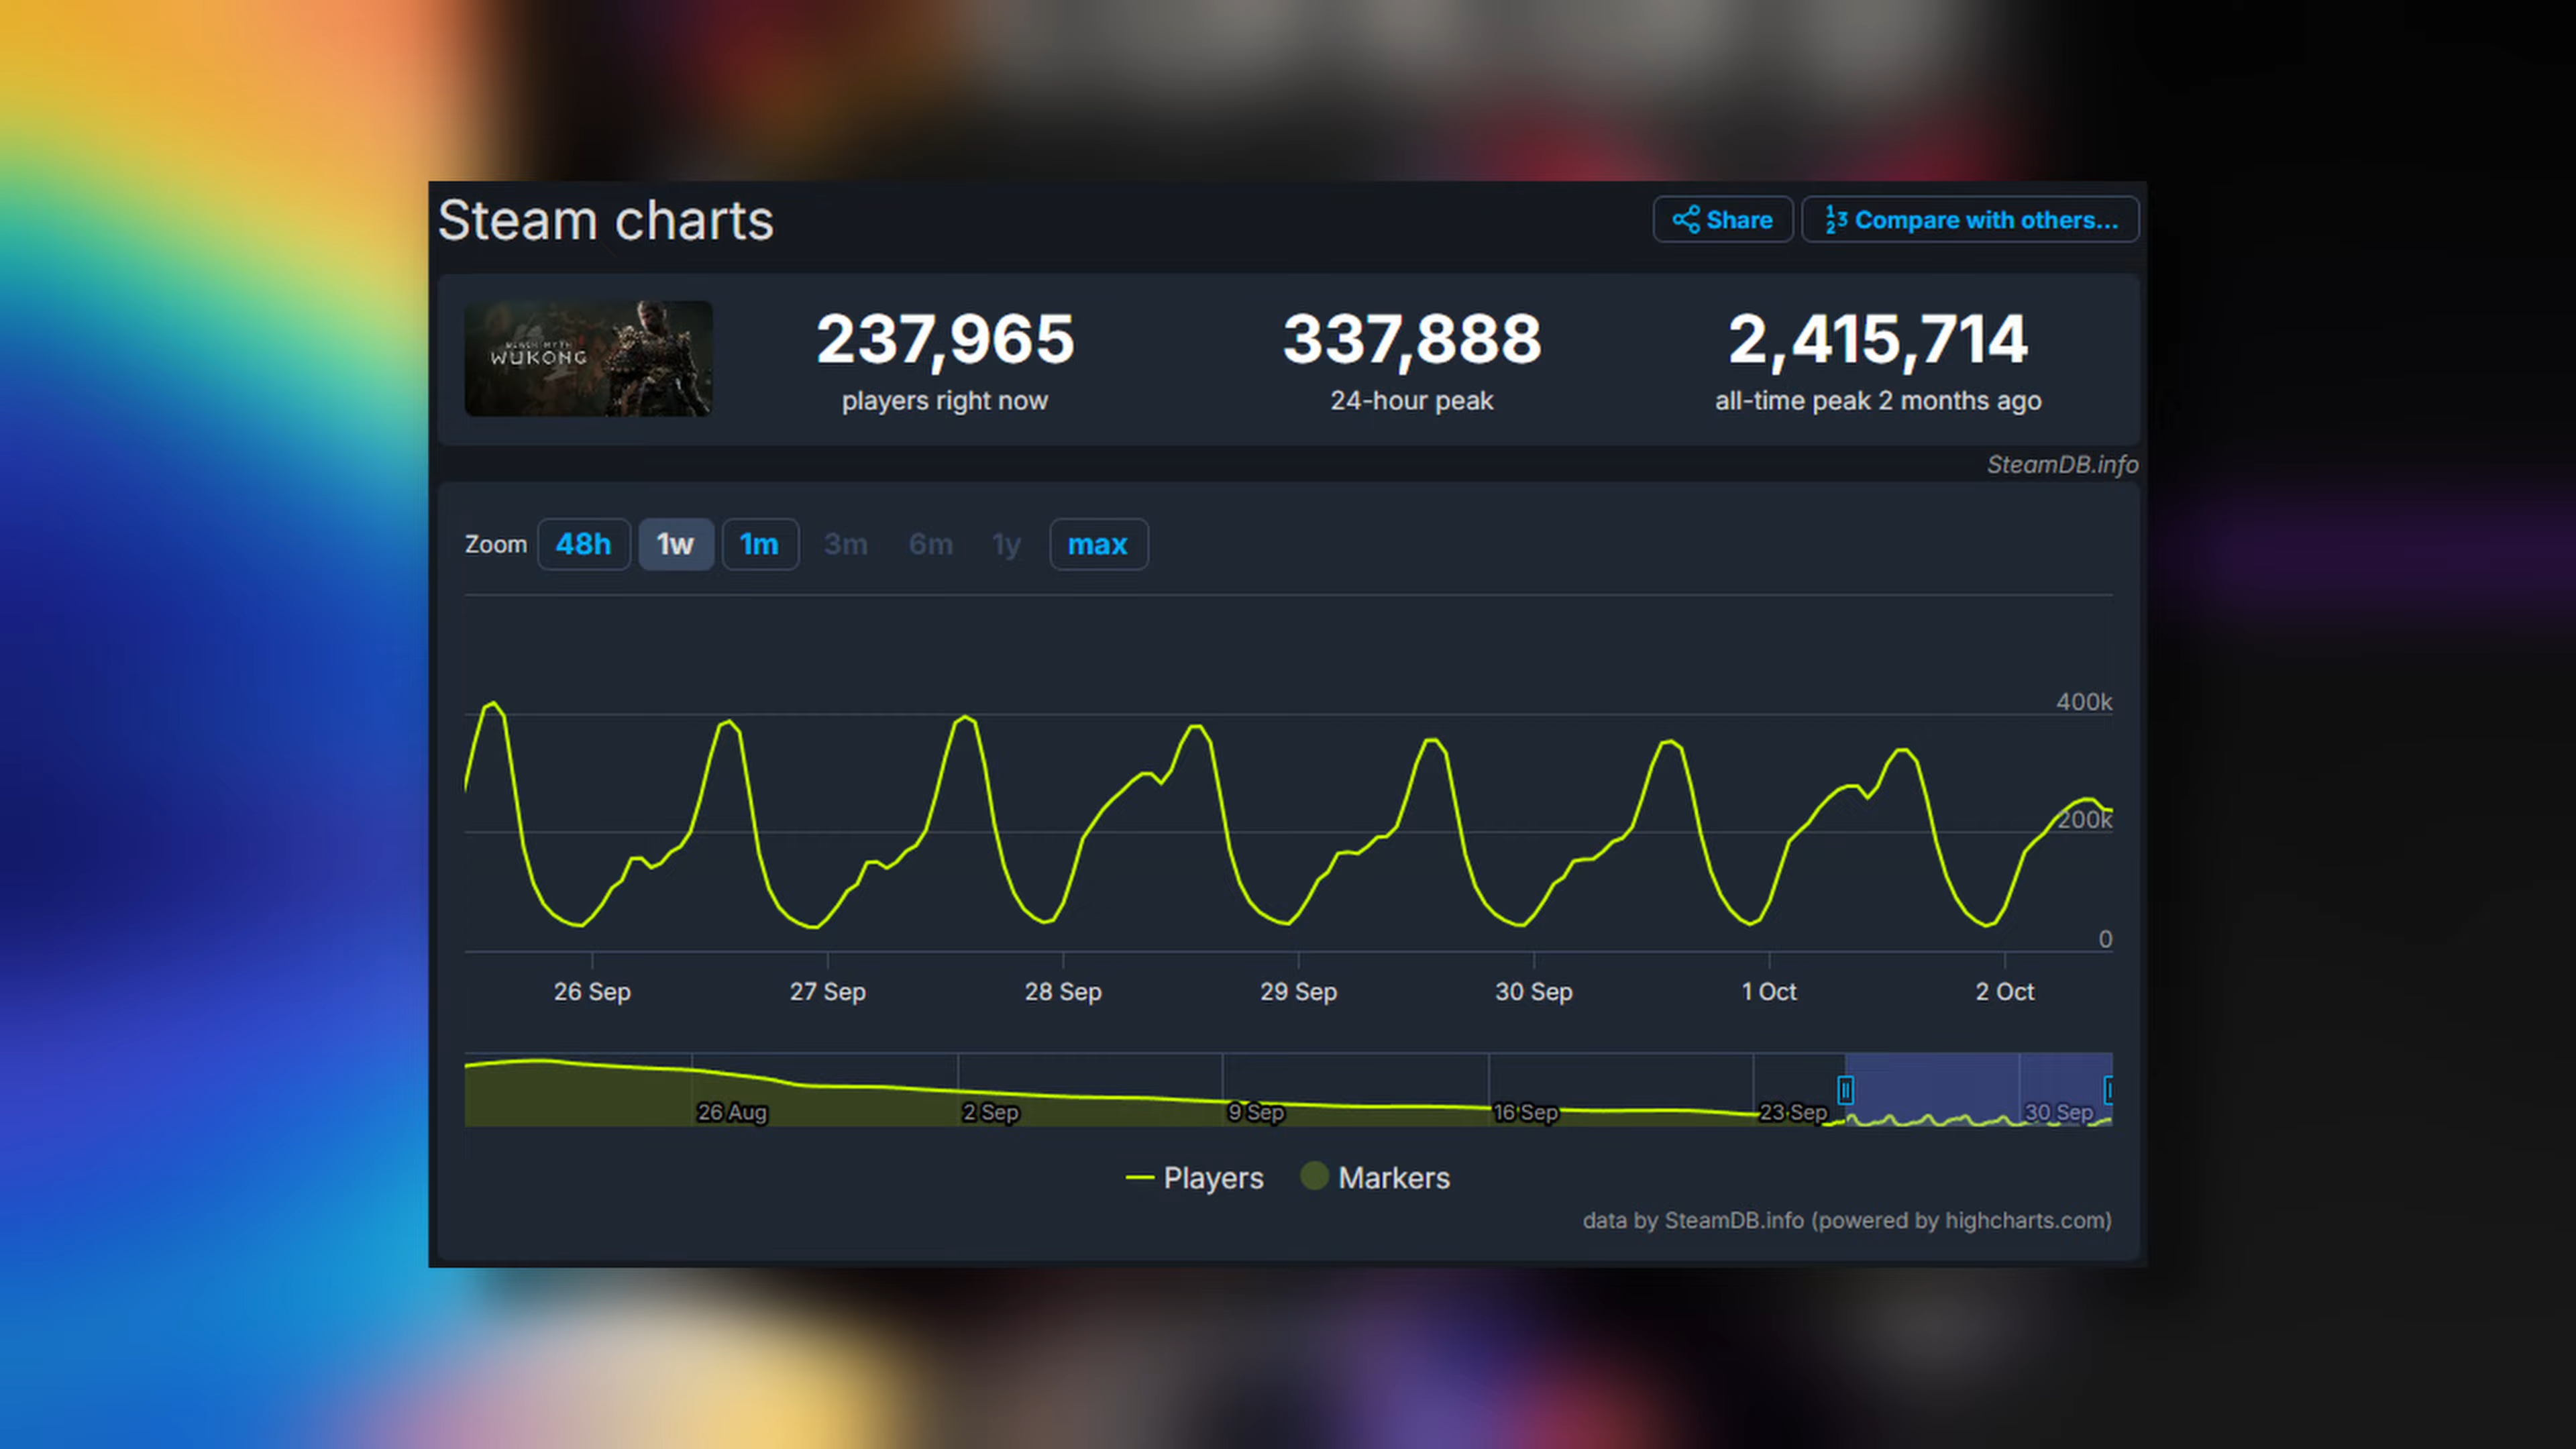 Steam charts
Share
Compare with others...
BLACK MYTH
WUKONG
237,965
players right now
337,888
24-hour peak
2,415,714
all-time peak 2 months ago
SteamDB.info
Zoom 48h 1w 1m 3m 6m 1y max
400k
200k
0
26 Sep 27 Sep 28 Sep 29 Sep 30 Sep 1 Oct 2 Oct
26 Aug 2 Sep 9 Sep 16 Sep 23 Sep 30 Sep
Players Markers
data by SteamDB.info (powered by highcharts.com)